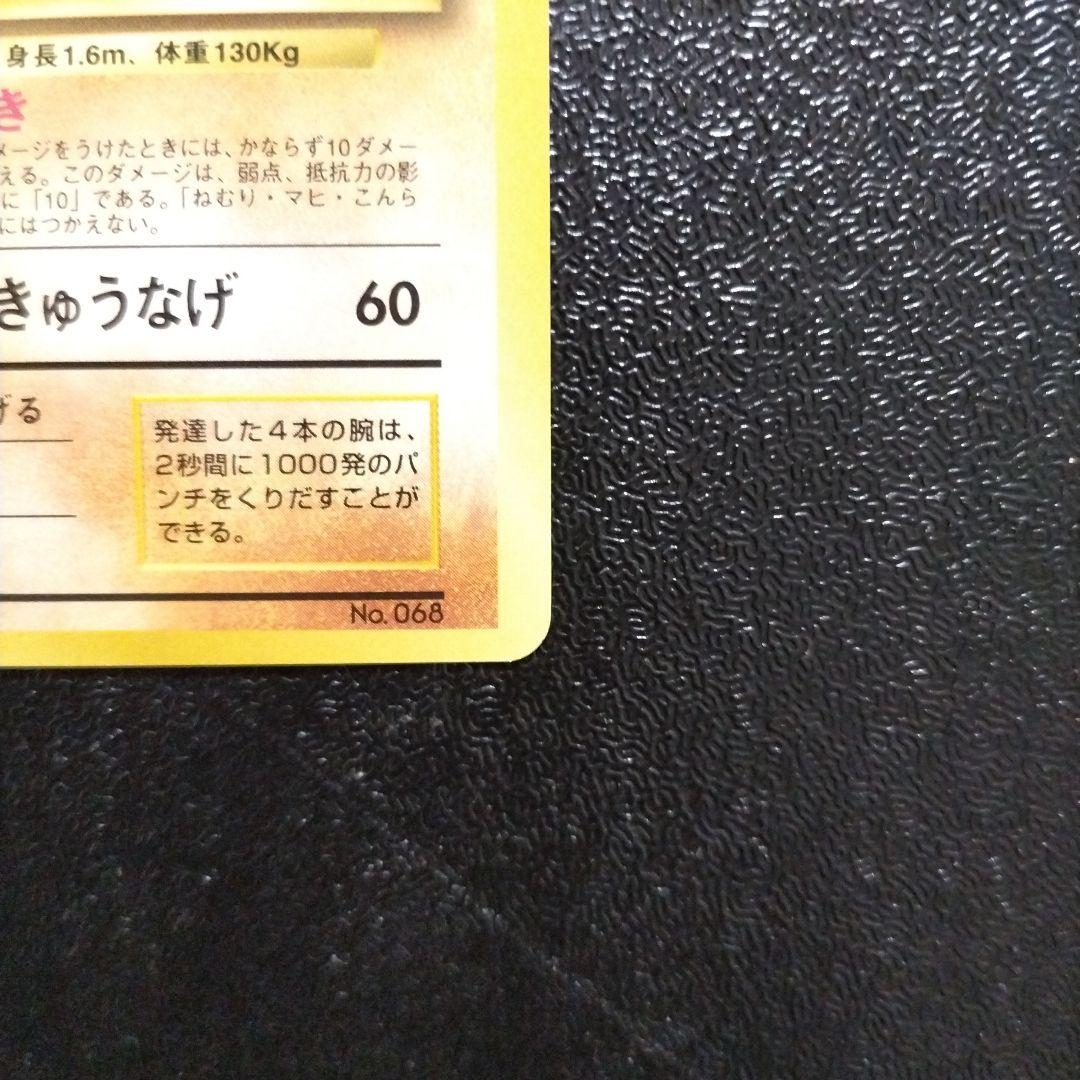 身長1.6m、体重130Kg
き
メージをうけたときには、かならず10ダメー
える。このダメージは、弱点、抵抗力の影
に「10」である。「ねむり・マヒ・こんら
にはつかえない。
きゅうなげ 60
げる
発達した4本の腕は、
2秒間に1000発のパ
ンチをくりだすことが
できる。
No. 068